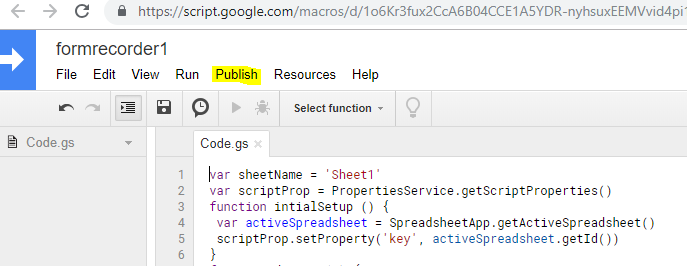 https://script.google.com/macros/d/1o6Kr3fux2CcA6B04CCE1A5YDR-nyhsuxEEMVvid4pi1
formrecorder1
File Edit View Run Publish Resources Help
Select function
Code.gs
Code.gs ×
1 var sheetName = 'Sheet1'
2 var scriptProp = PropertiesService.getScriptProperties()
3 function intialSetup () {
4 var activeSpreadsheet = SpreadsheetApp.getActiveSpreadsheet()
5 scriptProp.setProperty('key', activeSpreadsheet.getId())
6 }